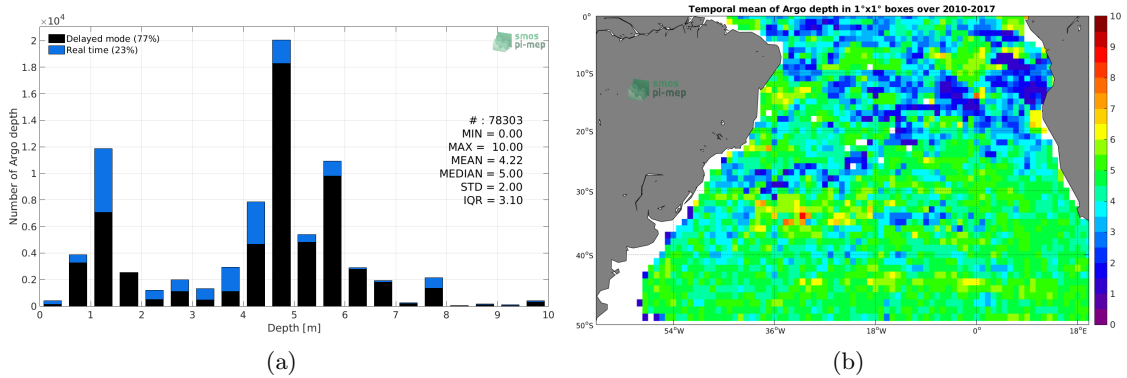 ×10⁴
Delayed mode (77%)
Real time (23%)
smos
pi-mep
# : 78303
MIN = 0.00
MAX = 10.00
MEAN = 4.22
MEDIAN = 5.00
STD = 2.00
IQR = 3.10
Number of Argo depth
2
1.8
1.6
1.4
1.2
1
0.8
0.6
0.4
0.2
0
0 1 2 3 4 5 6 7 8 9 10
Depth [m]
(a)
Temporal mean of Argo depth in 1°x1° boxes over 2010-2017
smos
pi-mep
0°
10°S
20°S
30°S
40°S
50°S
54°W 36°W 18°W 0° 18°E
10
9
8
7
6
5
4
3
2
1
0
(b)